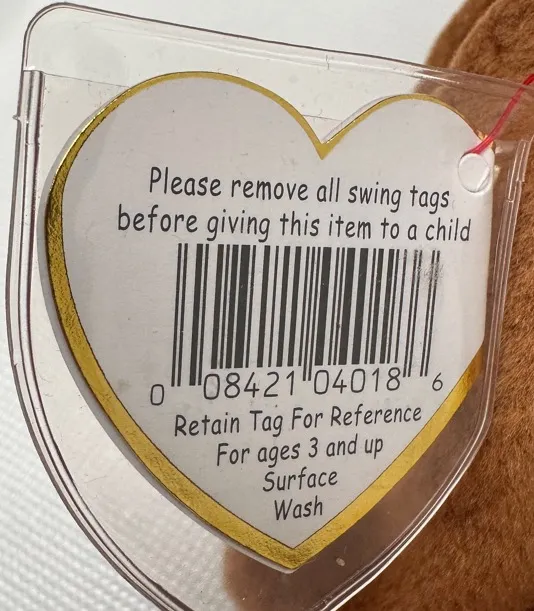 Please remove all swing tags
before giving this item to a child
0 08421 04018 6
Retain Tag For Reference
For ages 3 and up
Surface
Wash